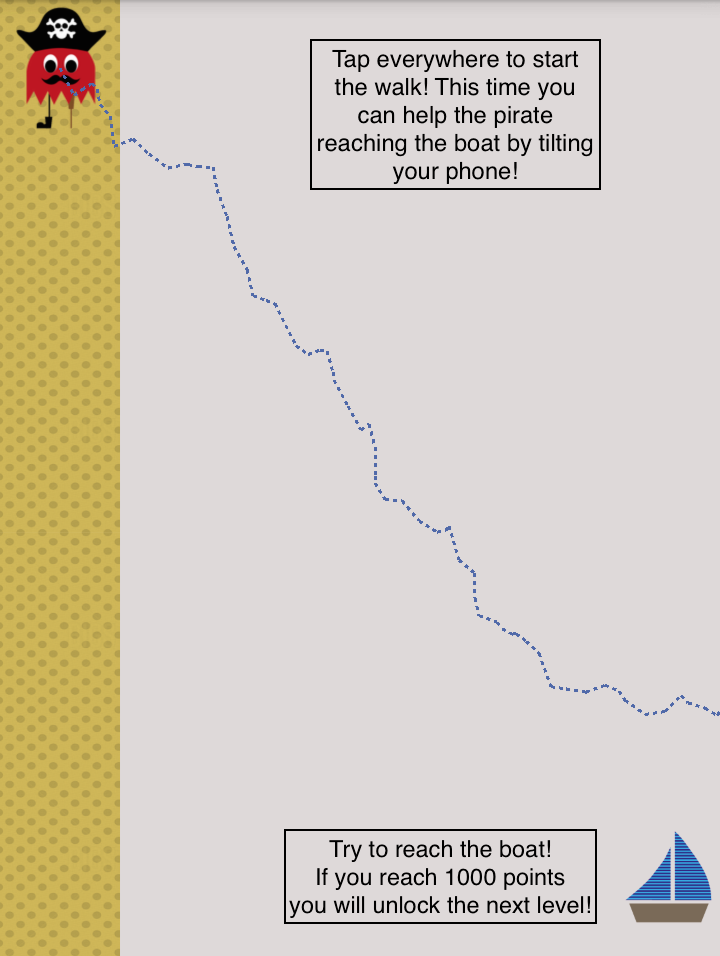 Tap everywhere to start
the walk! This time you
can help the pirate
reaching the boat by tilting
your phone!
Try to reach the boat!
If you reach 1000 points
you will unlock the next level!